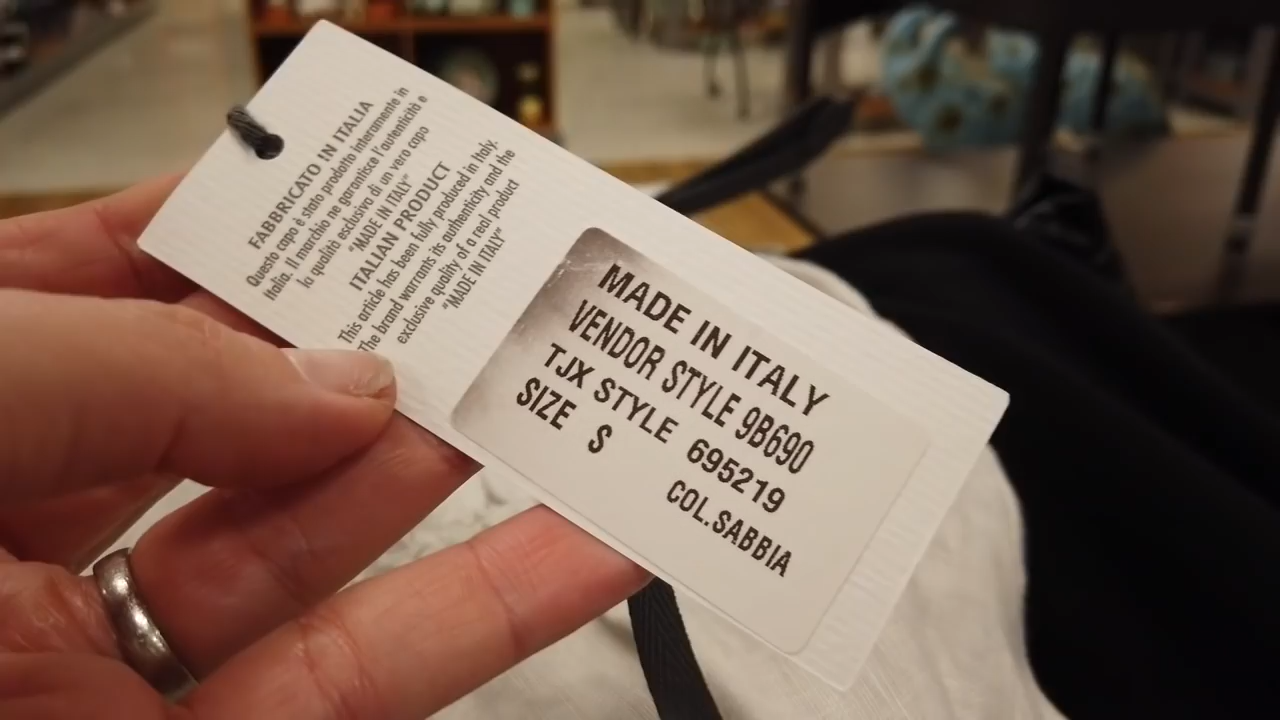 FABBRICATO IN ITALIA
Questo capo è stato prodotto interamente in
Italia. Il marchio ne garantisce l'autenticità e
la qualità esclusiva di un vero capo
"MADE IN ITALY"
ITALIAN PRODUCT
This article has been fully produced in Italy.
The brand warrants its authenticity and the
exclusive quality of a real product
"MADE IN ITALY"
MADE IN ITALY
VENDOR STYLE 9B690
TJX STYLE 695219
SIZE S
COL.SABBIA